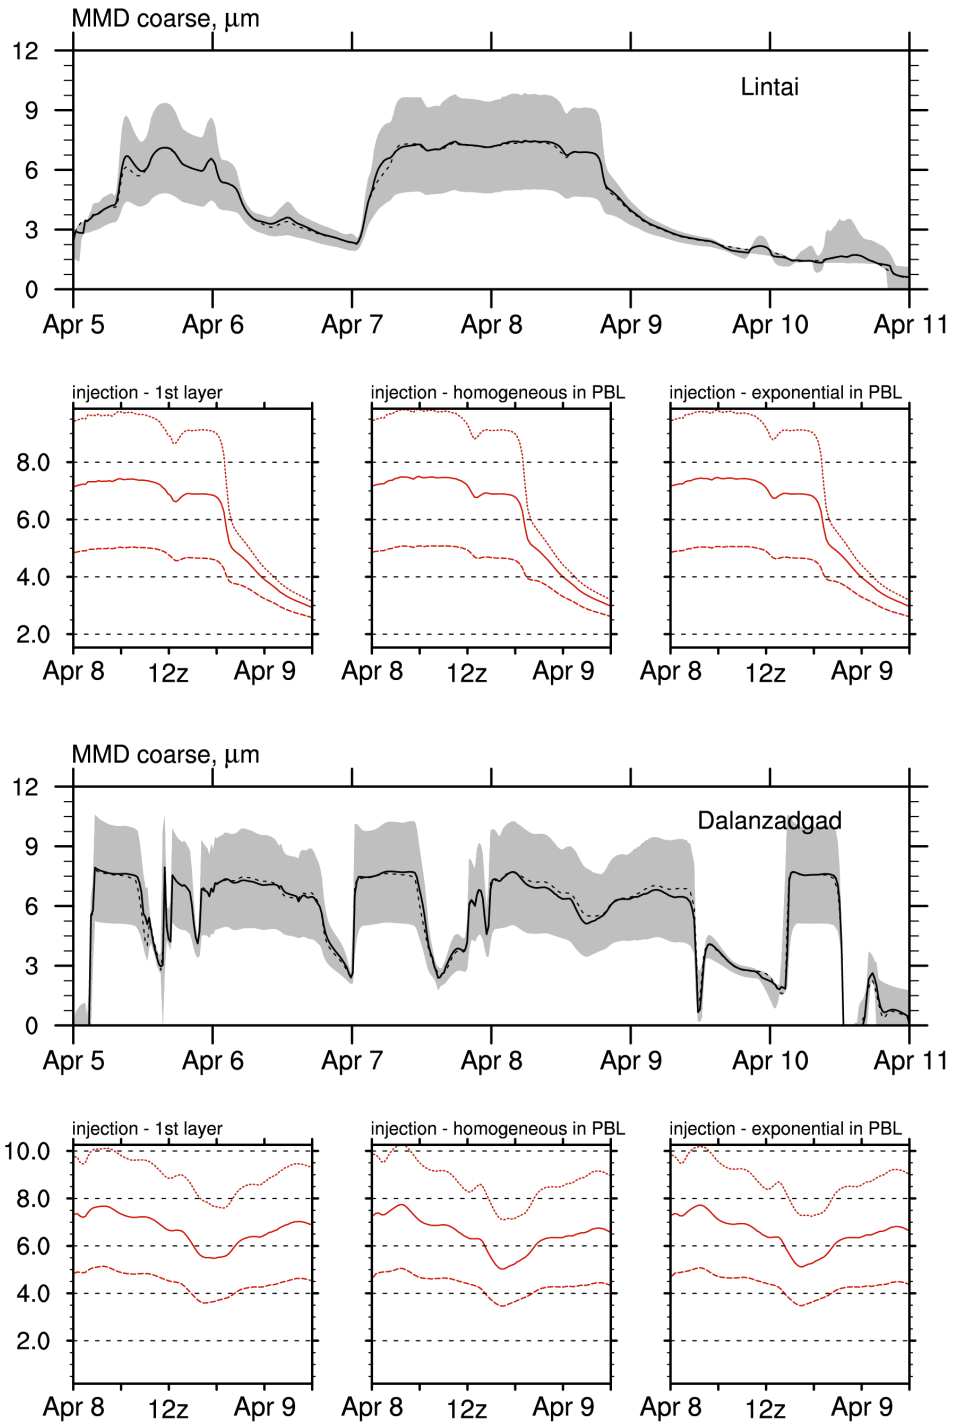 MMD coarse, μm
12
Lintai
9
6
3
0
Apr 5 Apr 6 Apr 7 Apr 8 Apr 9 Apr 10 Apr 11
injection - 1st layer injection - homogeneous in PBL injection - exponential in PBL
8.0
6.0
4.0
2.0
Apr 8 12z Apr 9 Apr 8 12z Apr 9 Apr 8 12z Apr 9
MMD coarse, μm
12
Dalanzadgad
9
6
3
0
Apr 5 Apr 6 Apr 7 Apr 8 Apr 9 Apr 10 Apr 11
injection - 1st layer injection - homogeneous in PBL injection - exponential in PBL
10.0
8.0
6.0
4.0
2.0
Apr 8 12z Apr 9 Apr 8 12z Apr 9 Apr 8 12z Apr 9